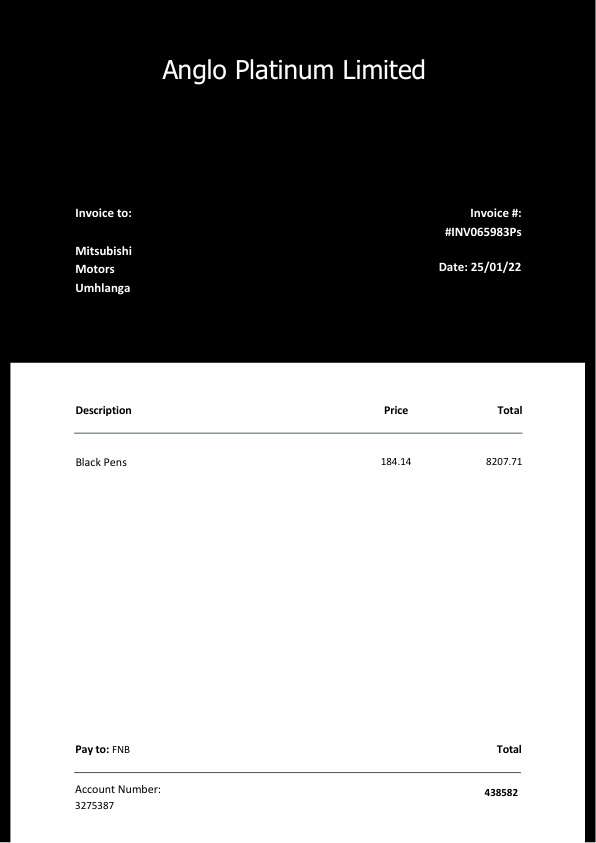 Anglo Platinum Limited
Invoice to:
Invoice #:
#INV065983Ps
Mitsubishi
Motors
Umhlanga
Date: 25/01/22
Description Price Total
Black Pens 184.14 8207.71
Pay to: FNB Total
Account Number:
3275387
438582